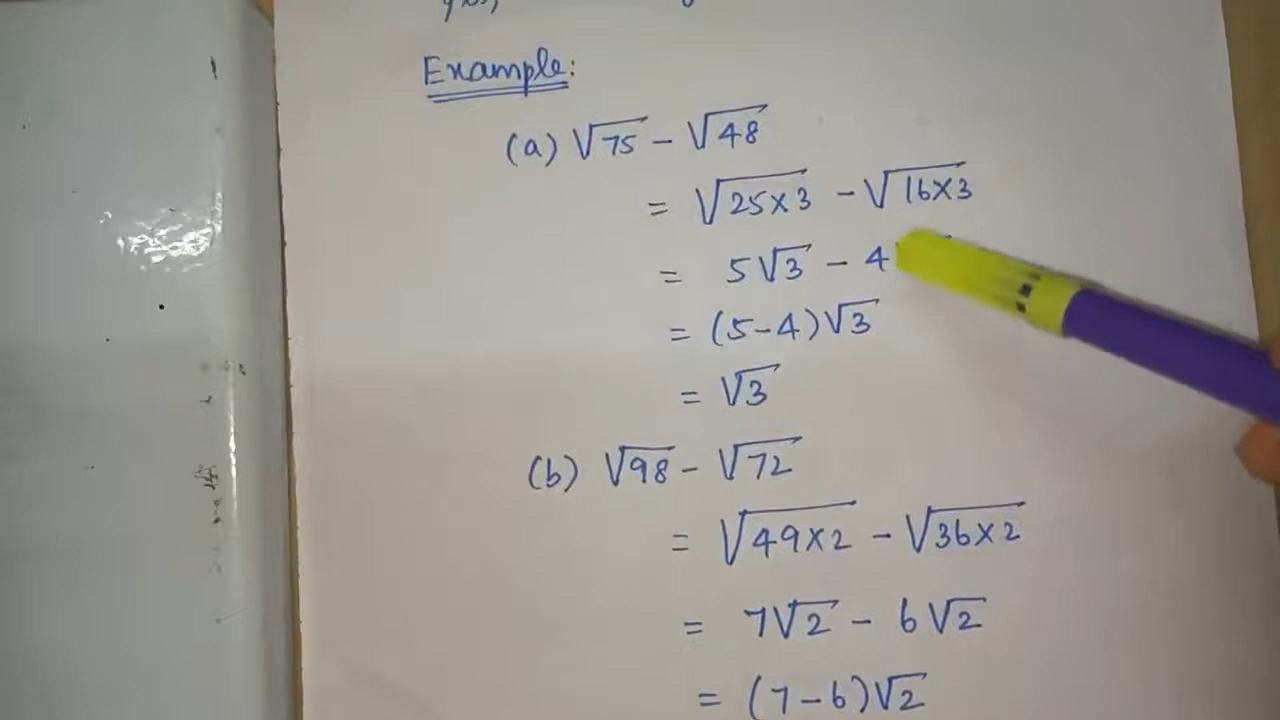 Example:
(a) √75 - √48
= √25×3 - √16×3
= 5√3 - 4
= (5-4)√3
= √3
(b) √98 - √72
= √49×2 - √36×2
= 7√2 - 6√2
= (7-6)√2